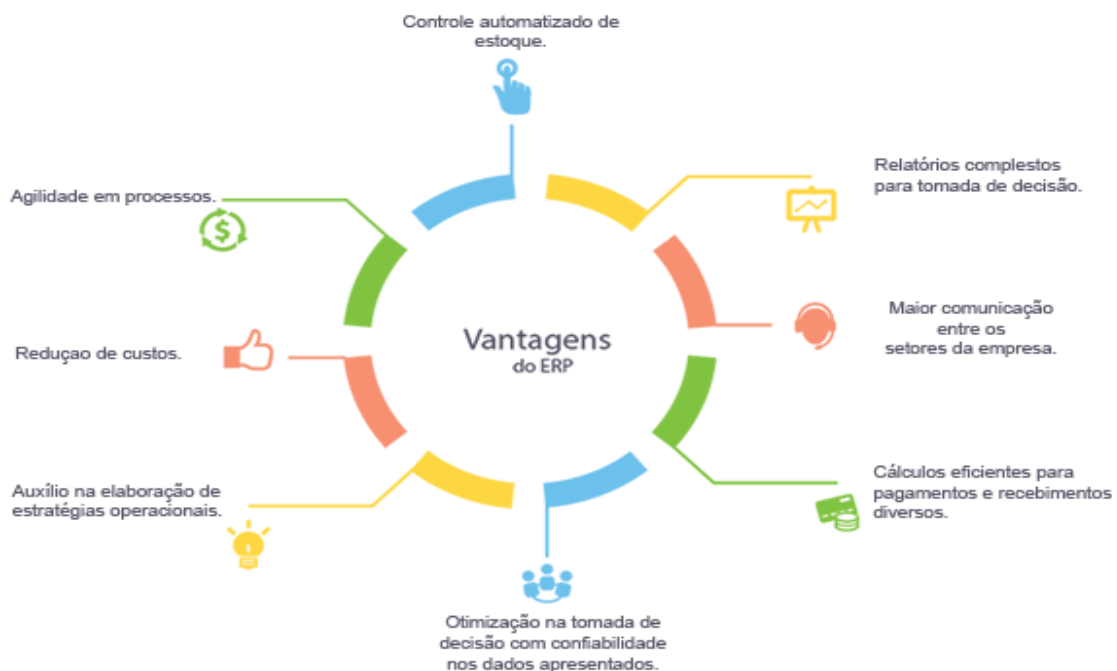 Controle automatizado de
estoque.
Relatórios complestos
para tomada de decisão.
Agilidade em processos.
Maior comunicação
entre os
setores da empresa.
Vantagens
do ERP
Reduçao de custos.
Cálculos eficientes para
pagamentos e recebimentos
diversos.
Auxílio na elaboração de
estratégias operacionais.
Otimização na tomada de
decisão com confiabilidade
nos dados apresentados.